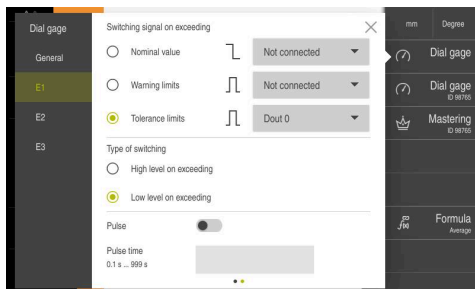 Dial gage
General
E1
E2
E3
Switching signal on exceeding
Nominal value
Not connected
Warning limits
Not connected
Tolerance limits
Dout 0
Type of switching
High level on exceeding
Low level on exceeding
Pulse
Pulse time
0.1 s ... 999 s
mm
Degree
Dial gage
Dial gage
ID 98765
Mastering
ID 98765
f(x)
Formula
Average